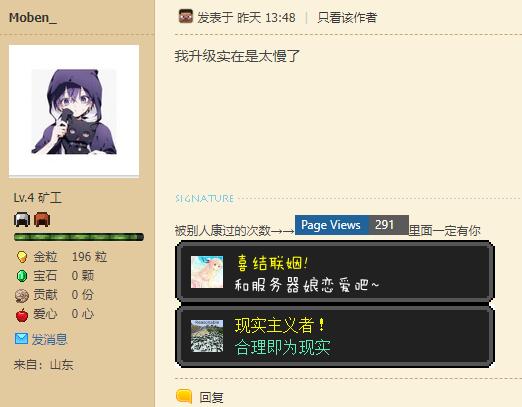 Moben_
发表于 昨天 13:48 | 只看该作者
我升级实在是太慢了
Lv.4 矿工
金粒 196 粒
宝石 0 颗
贡献 0 份
爱心 0 心
发消息
来自: 山东
SIGNATURE
被别人康过的次数→→ Page Views 291 里面一定有你
喜结联姻!
和服务器娘恋爱吧~
Reasonable
现实主义者！
合理即为现实
回复